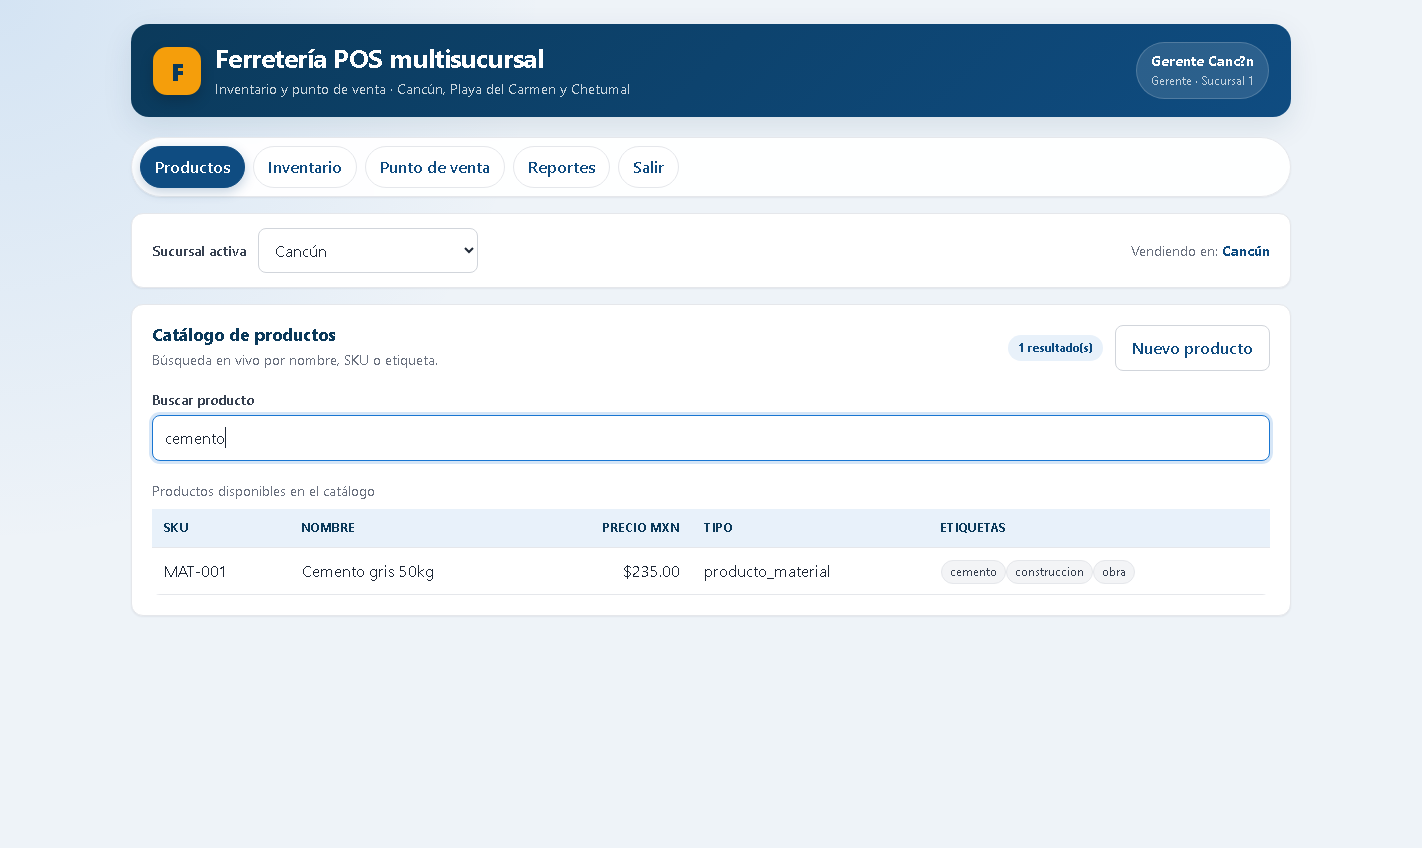 F
Ferretería POS multisucursal
Inventario y punto de venta · Cancún, Playa del Carmen y Chetumal
Gerente Canc?n
Gerente · Sucursal 1
Productos Inventario Punto de venta Reportes Salir
Sucursal activa Cancún Vendiendo en: Cancún
Catálogo de productos
Búsqueda en vivo por nombre, SKU o etiqueta.
1 resultado(s) Nuevo producto
Buscar producto
cemento
Productos disponibles en el catálogo
SKU NOMBRE PRECIO MXN TIPO ETIQUETAS
MAT-001 Cemento gris 50kg $235.00 producto_material cemento construccion obra